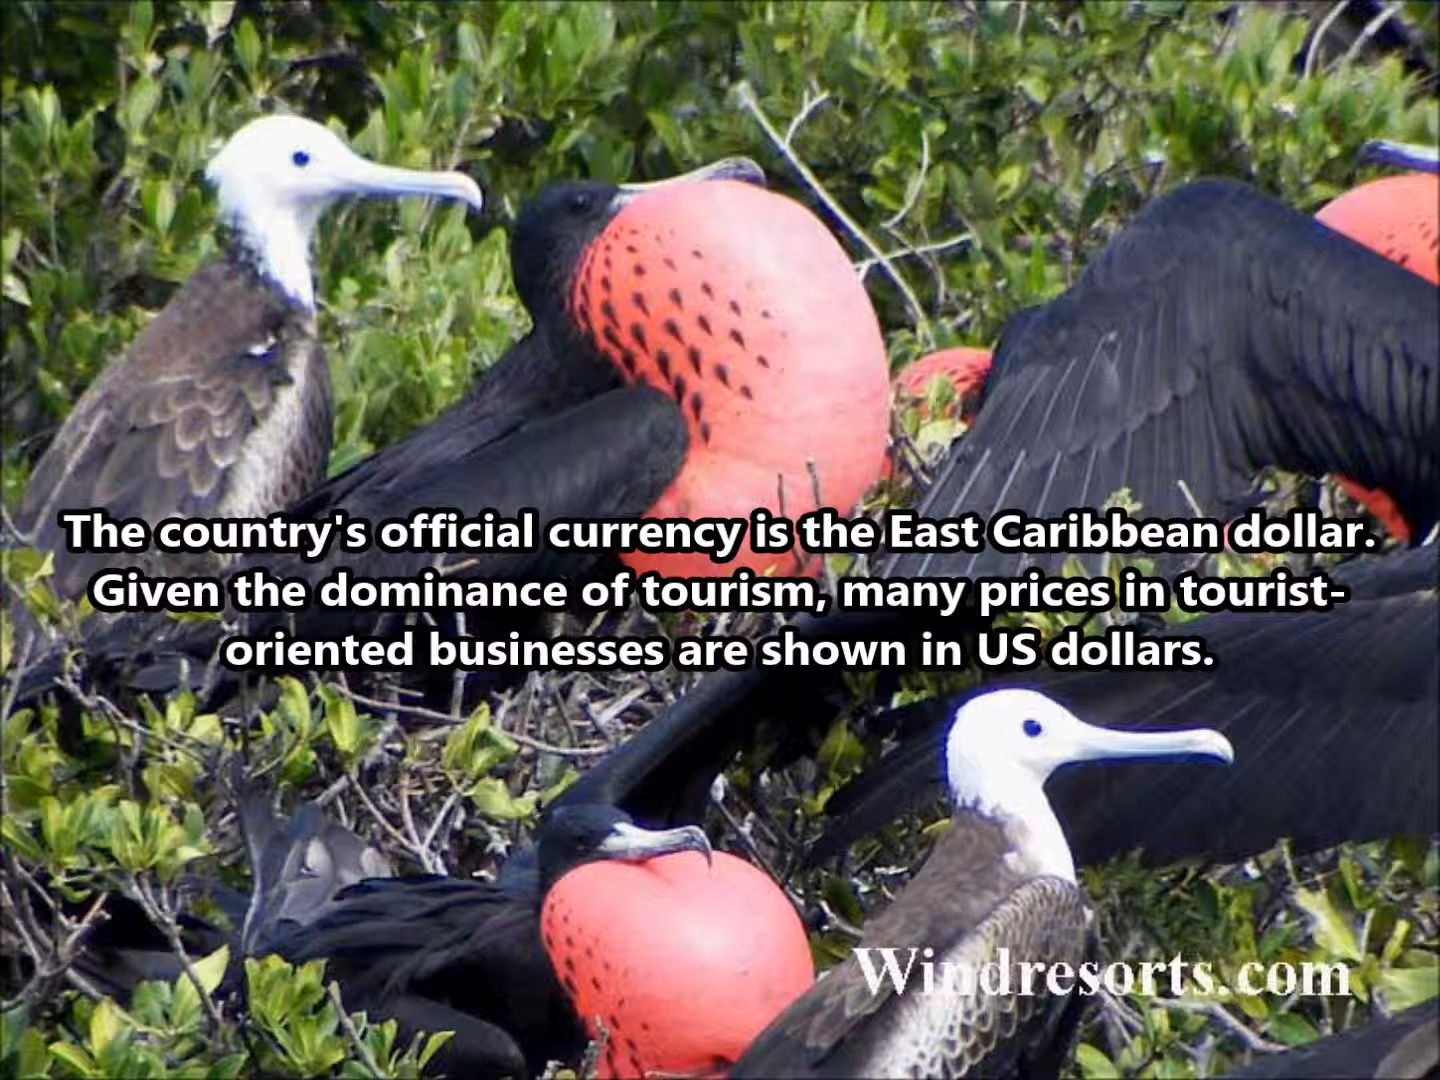 The country's official currency is the East Caribbean dollar.
Given the dominance of tourism, many prices in tourist-
oriented businesses are shown in US dollars.
Windresorts.com